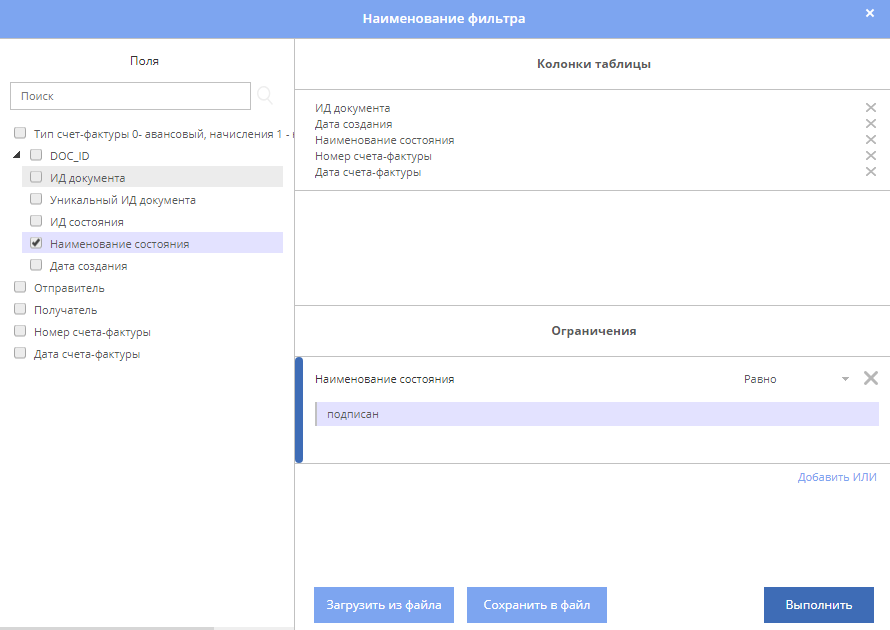 Наименование фильтра
Поля
Поиск
Тип счет-фактуры 0- авансовый, начисления 1 -
DOC_ID
ИД документа
Уникальный ИД документа
ИД состояния
Наименование состояния
Дата создания
Отправитель
Получатель
Номер счета-фактуры
Дата счета-фактуры
Колонки таблицы
ИД документа
Дата создания
Наименование состояния
Номер счета-фактуры
Дата счета-фактуры
Ограничения
Наименование состояния Равно
подписан
Добавить ИЛИ
Загрузить из файла Сохранить в файл Выполнить